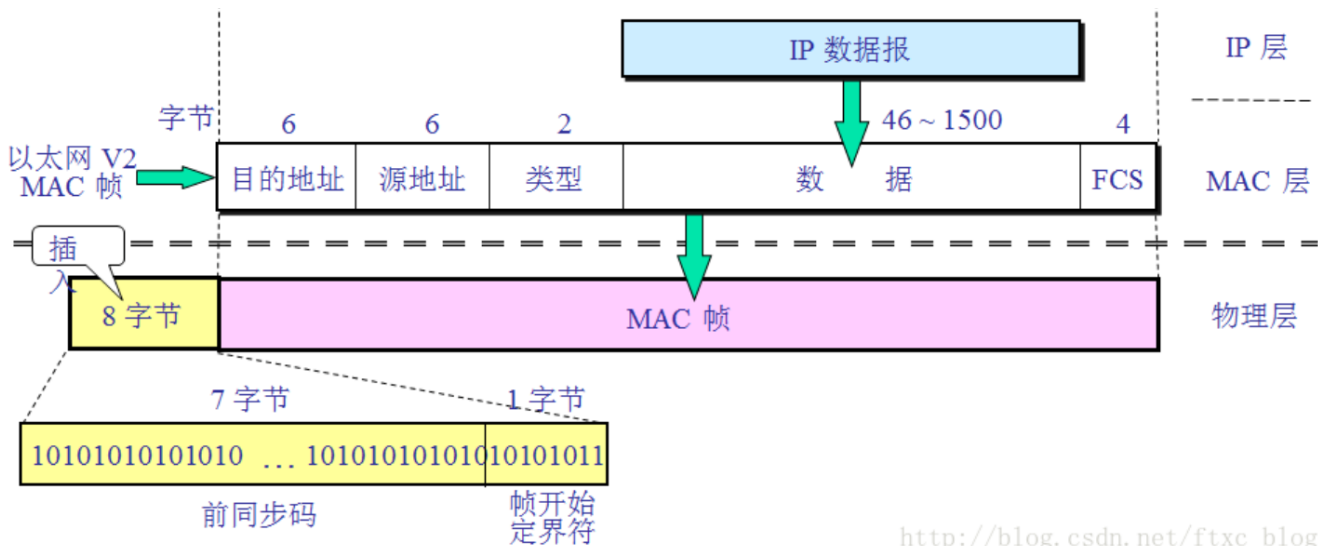 IP 数据报
IP 层
字节
6
6
2
46 ~ 1500
4
以太网 V2
MAC 帧
目的地址
源地址
类型
数 据
FCS
MAC 层
插
入
8 字节
MAC 帧
物理层
7 字节
1 字节
10101010101010 ... 101010101010
10101011
前同步码
帧开始
定界符
http://blog.csdn.net/ftxc_blog